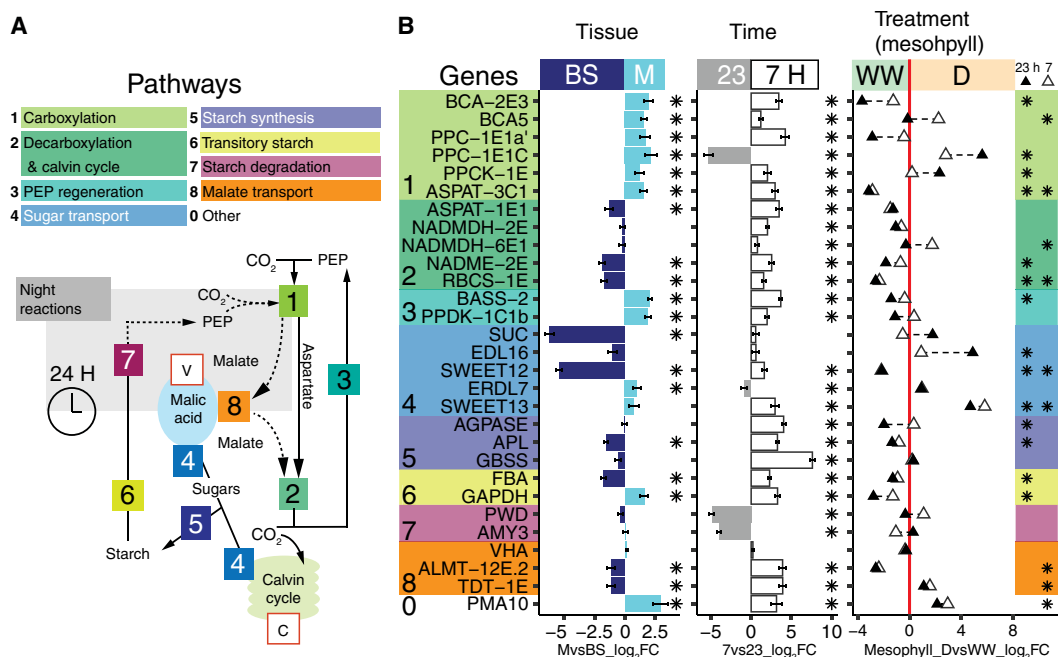 A
Pathways
1 Carboxylation
2 Decarboxylation
& calvin cycle
3 PEP regeneration
4 Sugar transport
5 Starch synthesis
6 Transitory starch
7 Starch degradation
8 Malate transport
0 Other
Night
reactions
CO2
PEP
CO2
PEP
1
7
24 H
V
Malate
Malic
acid
8
Malate
Aspartate
3
4
Sugars
2
6
5
Starch
4
CO2
Calvin
cycle
C
B
Tissue
Time
Treatment
(mesohpyll)
Genes
BS
M
23
7 H
WW
D
23 h
7
BCA−2E3
BCA5
PPC−1E1a'
PPC−1E1C
PPCK−1E
1
ASPAT−3C1
ASPAT−1E1
NADMDH−2E
NADMDH−6E1
NADME−2E
2
RBCS−1E
BASS−2
3
PPDK−1C1b
SUC
EDL16
SWEET12
ERDL7
4
SWEET13
AGPASE
APL
5
GBSS
FBA
6
GAPDH
PWD
7
AMY3
VHA
ALMT−12E.2
8
TDT−1E
0
PMA10
* * * * * * * * * * * * * * * * * * *
* * * * * * * * * * * * * * * * * * * * * * * * *
−5 −2.5 0 2.5
MvsBS_log2FC
−5 0 5 10
7vs23_log2FC
−4 0 4 8
Mesophyll_DvsWW_log2FC